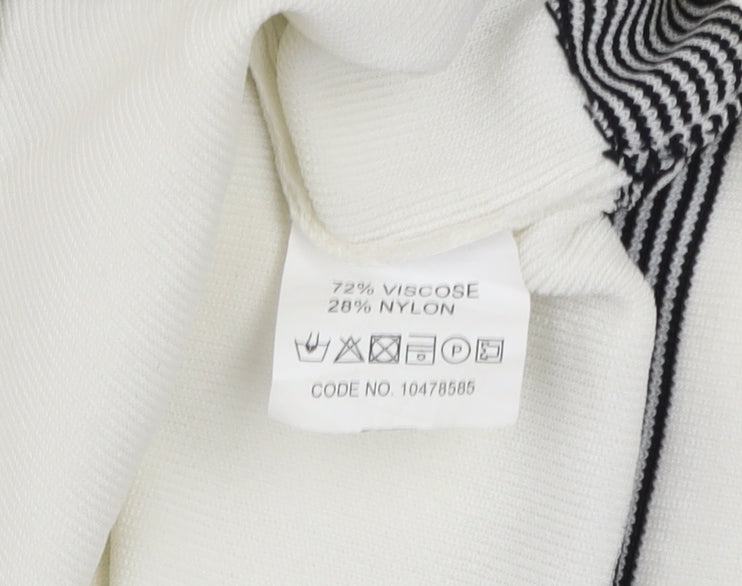 72% VISCOSE
28% NYLON
P
CODE NO. 10478585